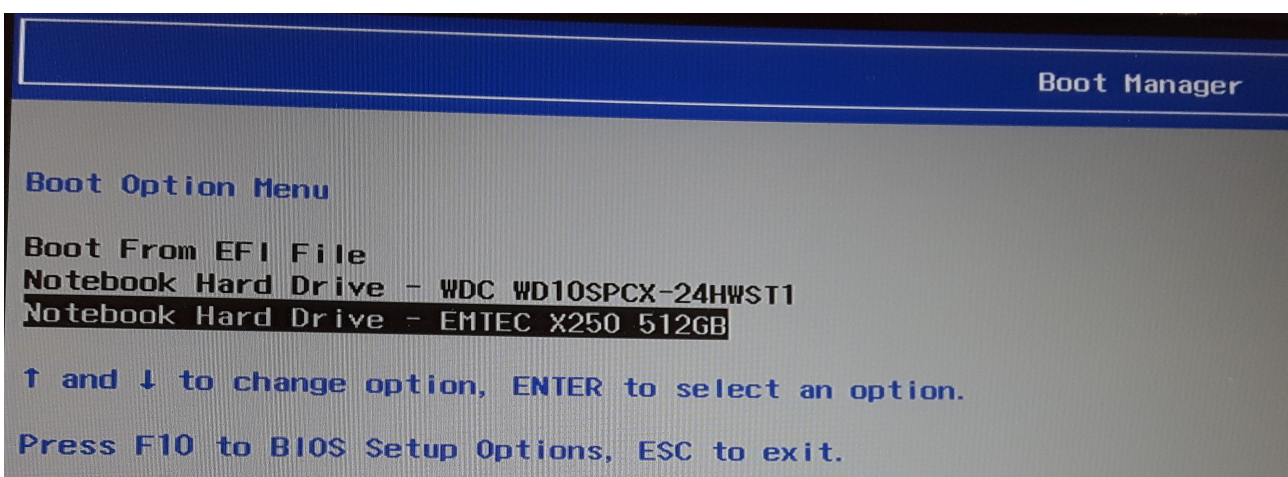 Boot Manager
Boot Option Menu
Boot From EFI File
Notebook Hard Drive - WDC WD10SPCX-24HWST1
Notebook Hard Drive - EMTEC X250 512GB
↑ and ↓ to change option, ENTER to select an option.
Press F10 to BIOS Setup Options, ESC to exit.